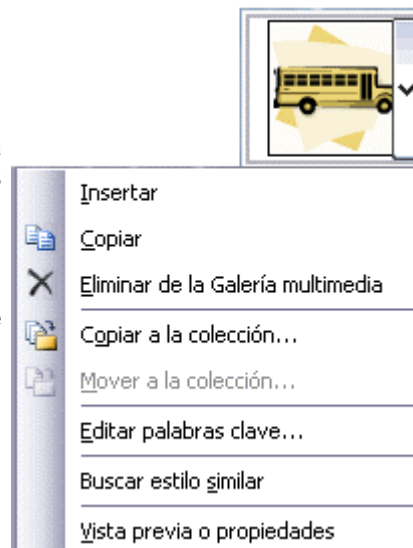 Insertar
Copiar
Eliminar de la Galería multimedia
Copiar a la colección...
Mover a la colección...
Editar palabras clave...
Buscar estilo similar
Vista previa o propiedades